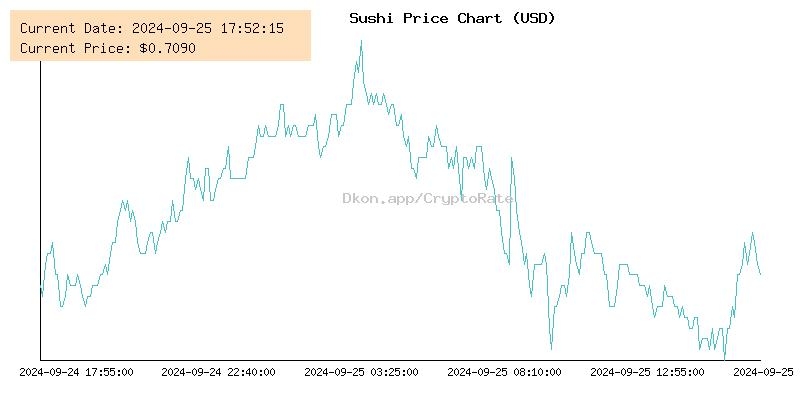 Sushi Price Chart (USD)
Current Date: 2024-09-25 17:52:15
Current Price: $0.7090
Dkon.app/CryptoRate
2024-09-24 17:55:00 2024-09-24 22:40:00 2024-09-25 03:25:00 2024-09-25 08:10:00 2024-09-25 12:55:00 2024-09-25